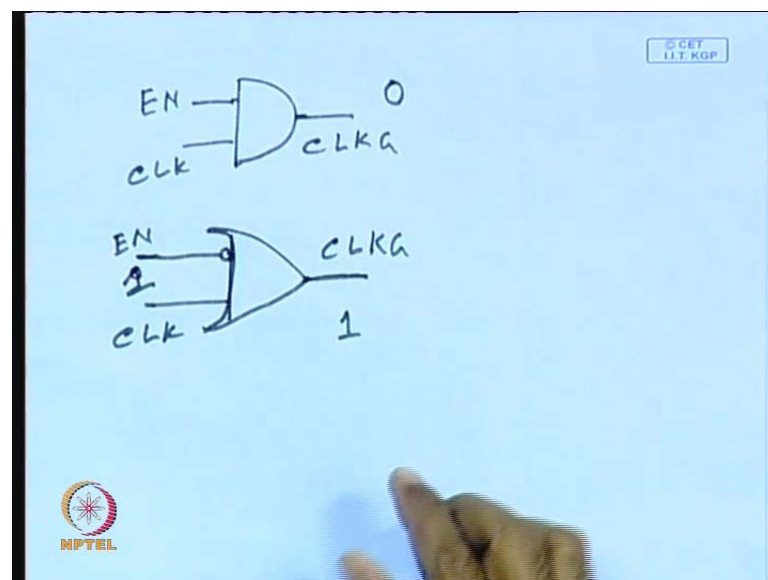 © CET
I.I.T. KGP
EN
0
CLK
CLKG
EN
CLKG
1
CLK
1
NPTEL